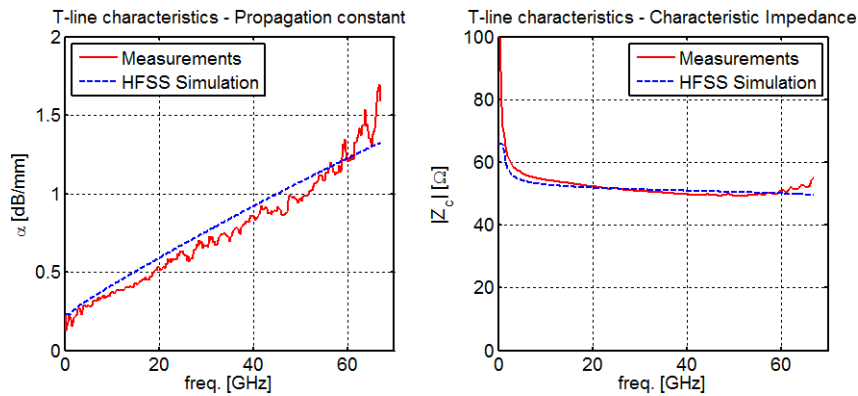 T-line characteristics - Propagation constant
2
1.5
1
0.5
0
α [dB/mm]
Measurements
HFSS Simulation
0
20
40
60
freq. [GHz]
T-line characteristics - Characteristic Impedance
100
80
60
40
20
0
|Zc| [Ω]
Measurements
HFSS Simulation
0
20
40
60
freq. [GHz]